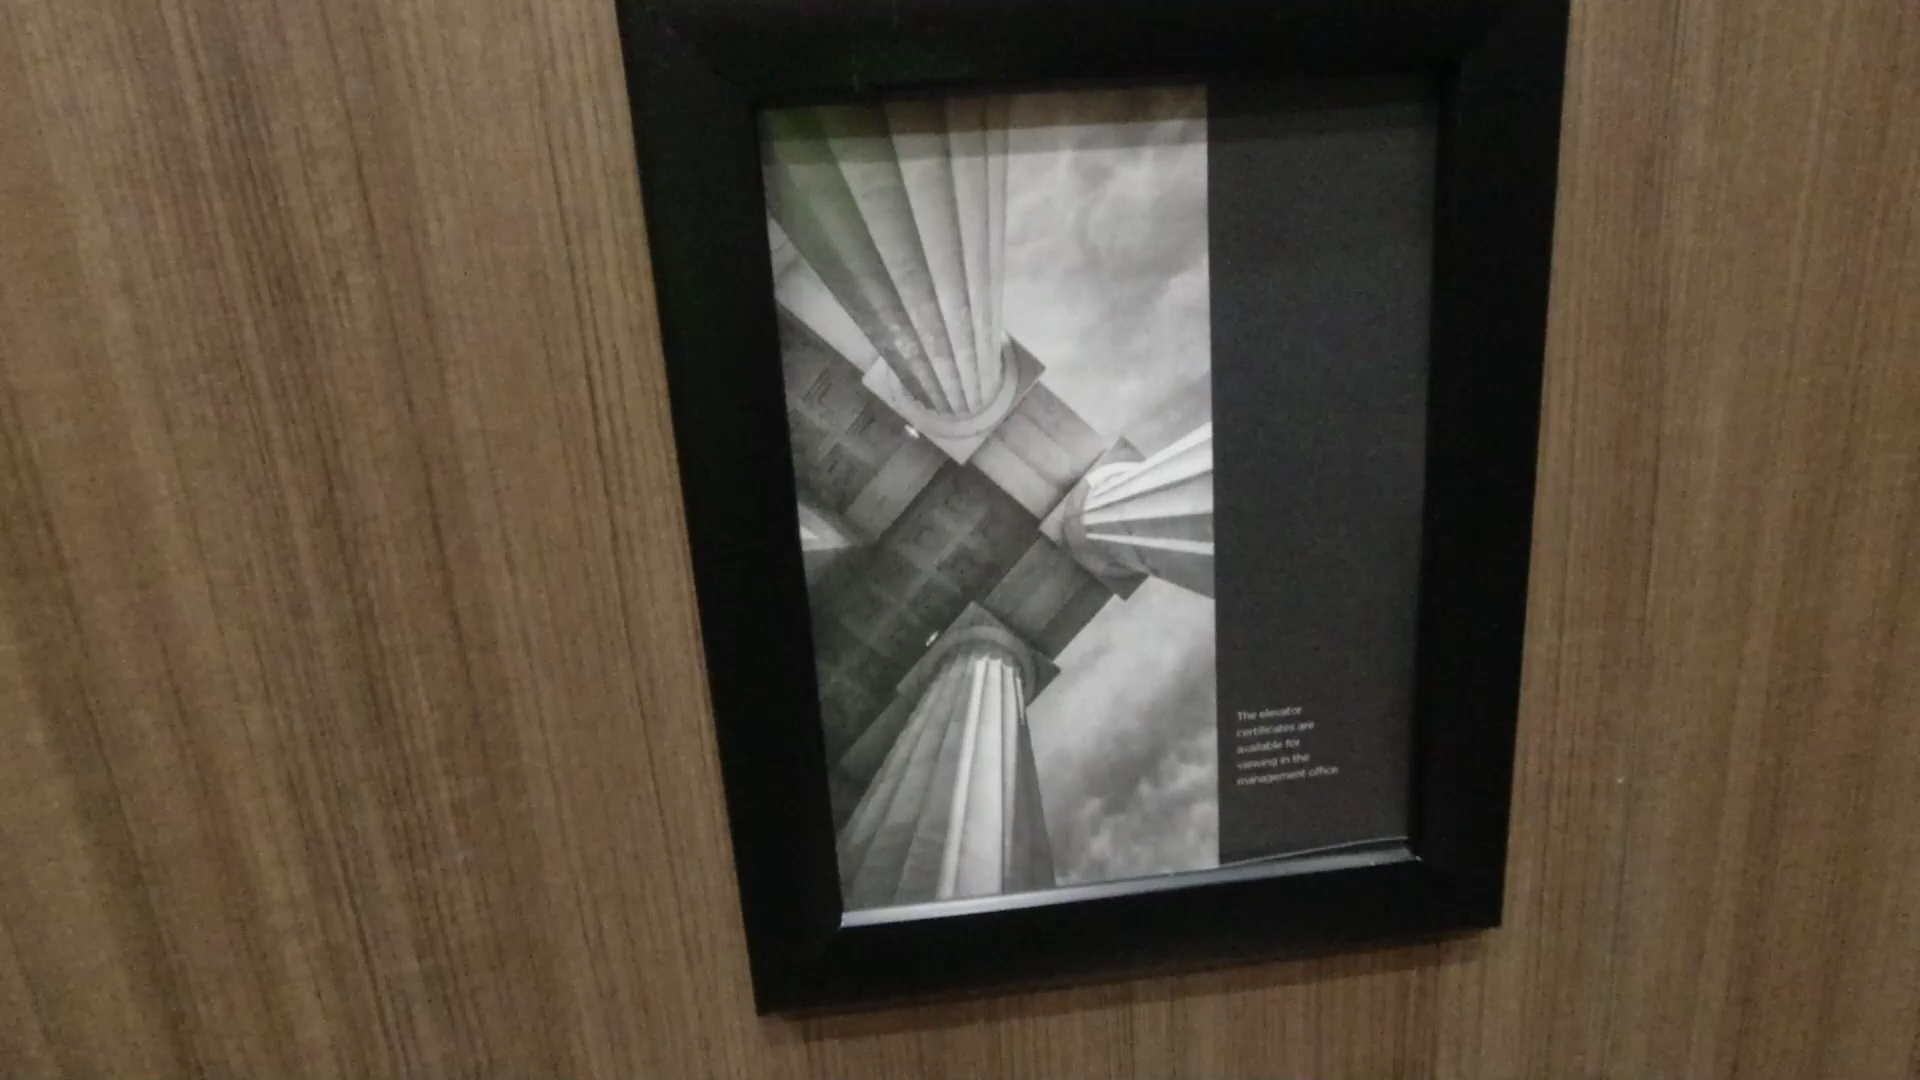 The elevator
certificates are
available for
viewing in the
management office